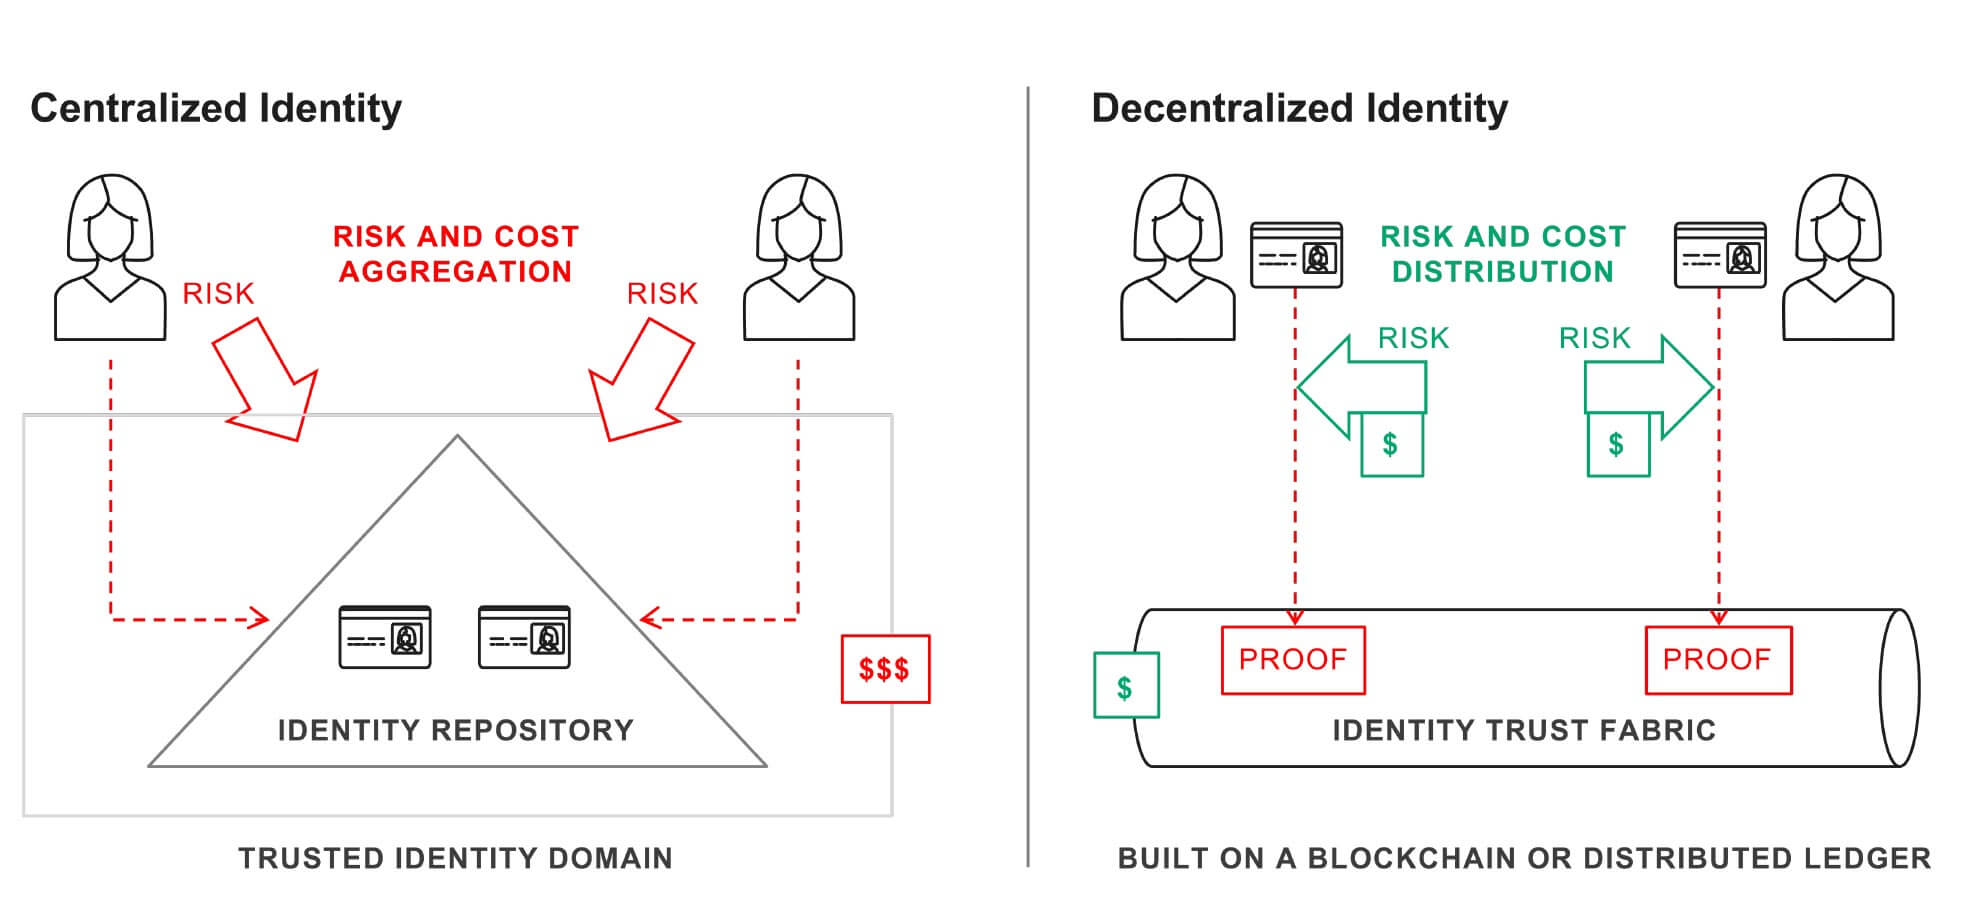 Centralized Identity
RISK AND COST
AGGREGATION
RISK
RISK
$$$
IDENTITY REPOSITORY
TRUSTED IDENTITY DOMAIN
Decentralized Identity
RISK AND COST
DISTRIBUTION
RISK
RISK
$
$
PROOF
PROOF
$
IDENTITY TRUST FABRIC
BUILT ON A BLOCKCHAIN OR DISTRIBUTED LEDGER